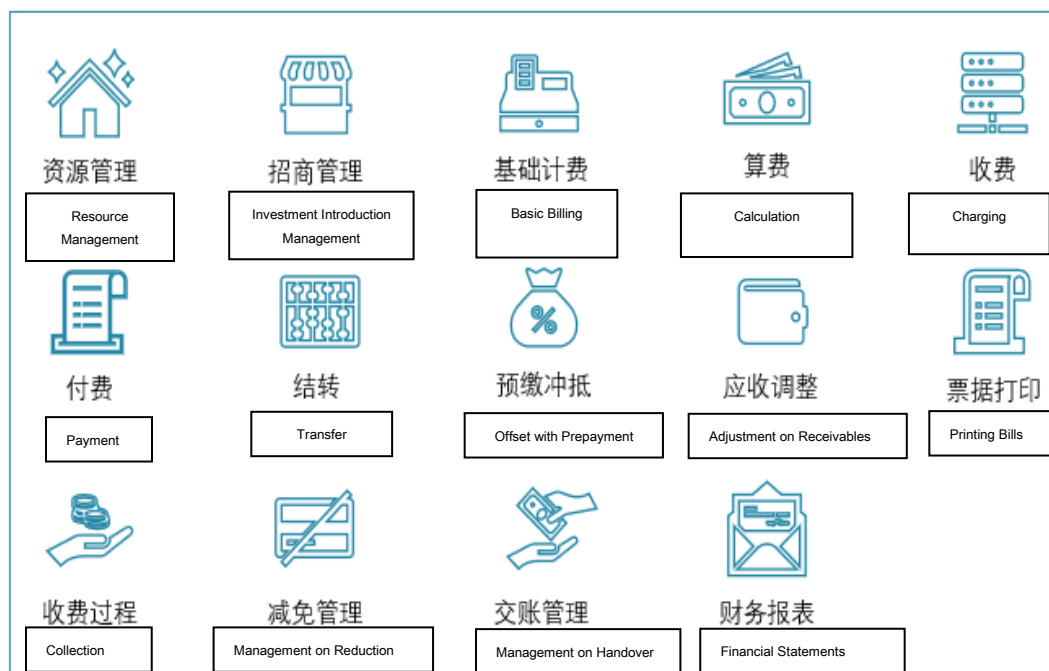 资源管理
招商管理
基础计费
算费
收费
Resource
Management
Investment Introduction
Management
Basic Billing
Calculation
Charging
付费
结转
预缴冲抵
应收调整
票据打印
Payment
Transfer
Offset with Prepayment
Adjustment on Receivables
Printing Bills
收费过程
减免管理
交账管理
财务报表
Collection
Management on Reduction
Management on Handover
Financial Statements